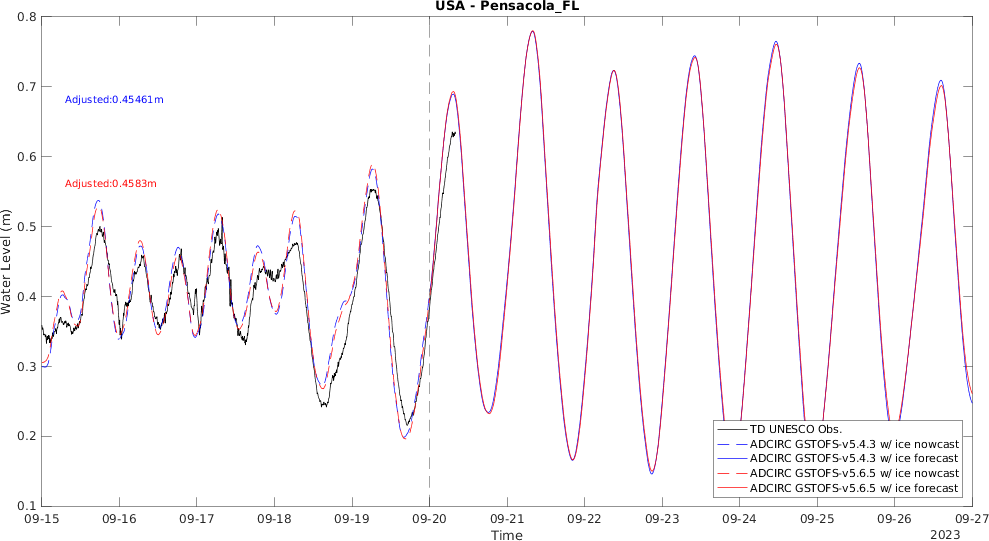 USA - Pensacola_FL
0.8
0.7
0.6
0.5
0.4
0.3
0.2
0.1
Water Level (m)
Adjusted:0.45461m
Adjusted:0.4583m
TD UNESCO Obs.
ADCIRC GSTOFS-v5.4.3 w/ ice nowcast
ADCIRC GSTOFS-v5.4.3 w/ ice forecast
ADCIRC GSTOFS-v5.6.5 w/ ice nowcast
ADCIRC GSTOFS-v5.6.5 w/ ice forecast
09-15 09-16 09-17 09-18 09-19 09-20 09-21 09-22 09-23 09-24 09-25 09-26 09-27
Time
2023